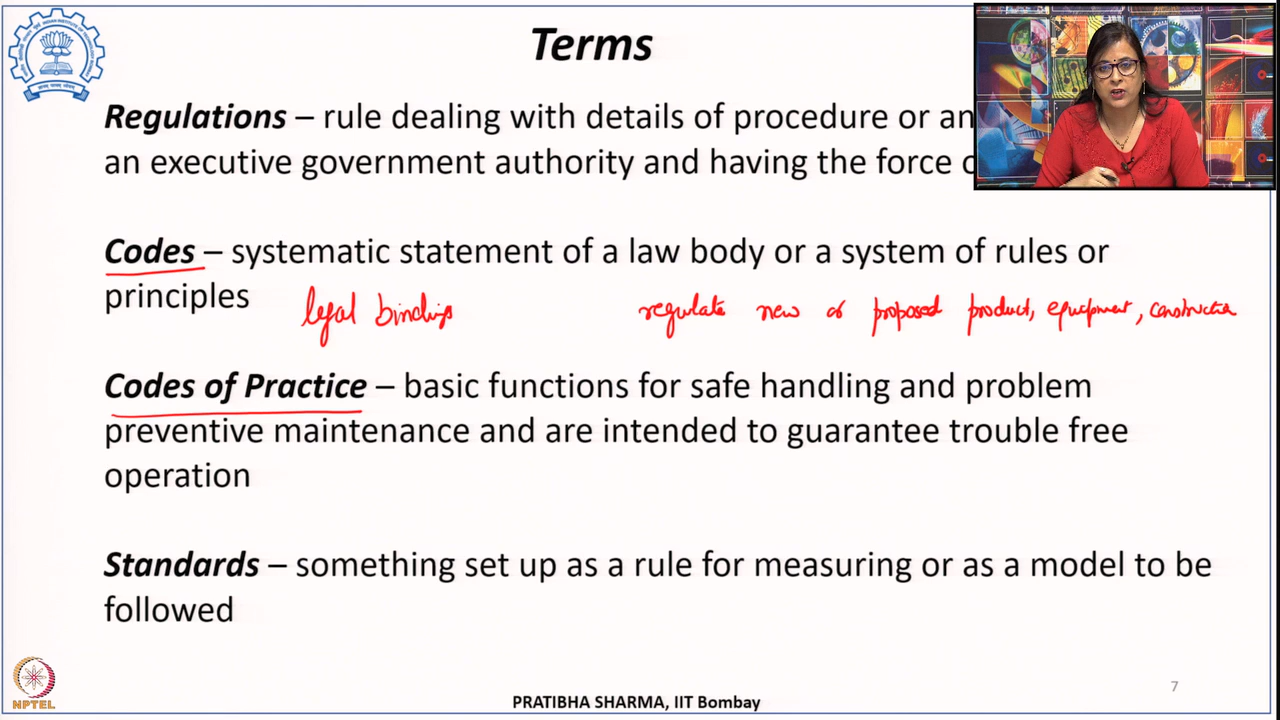 Terms
Regulations – rule dealing with details of procedure or an
an executive government authority and having the force
Codes – systematic statement of a law body or a system of rules or
principles
legal bindings regulate new or proposed product, equipment, construction
Codes of Practice – basic functions for safe handling and problem
preventive maintenance and are intended to guarantee trouble free
operation
Standards – something set up as a rule for measuring or as a model to be
followed
NPTEL
PRATIBHA SHARMA, IIT Bombay
7